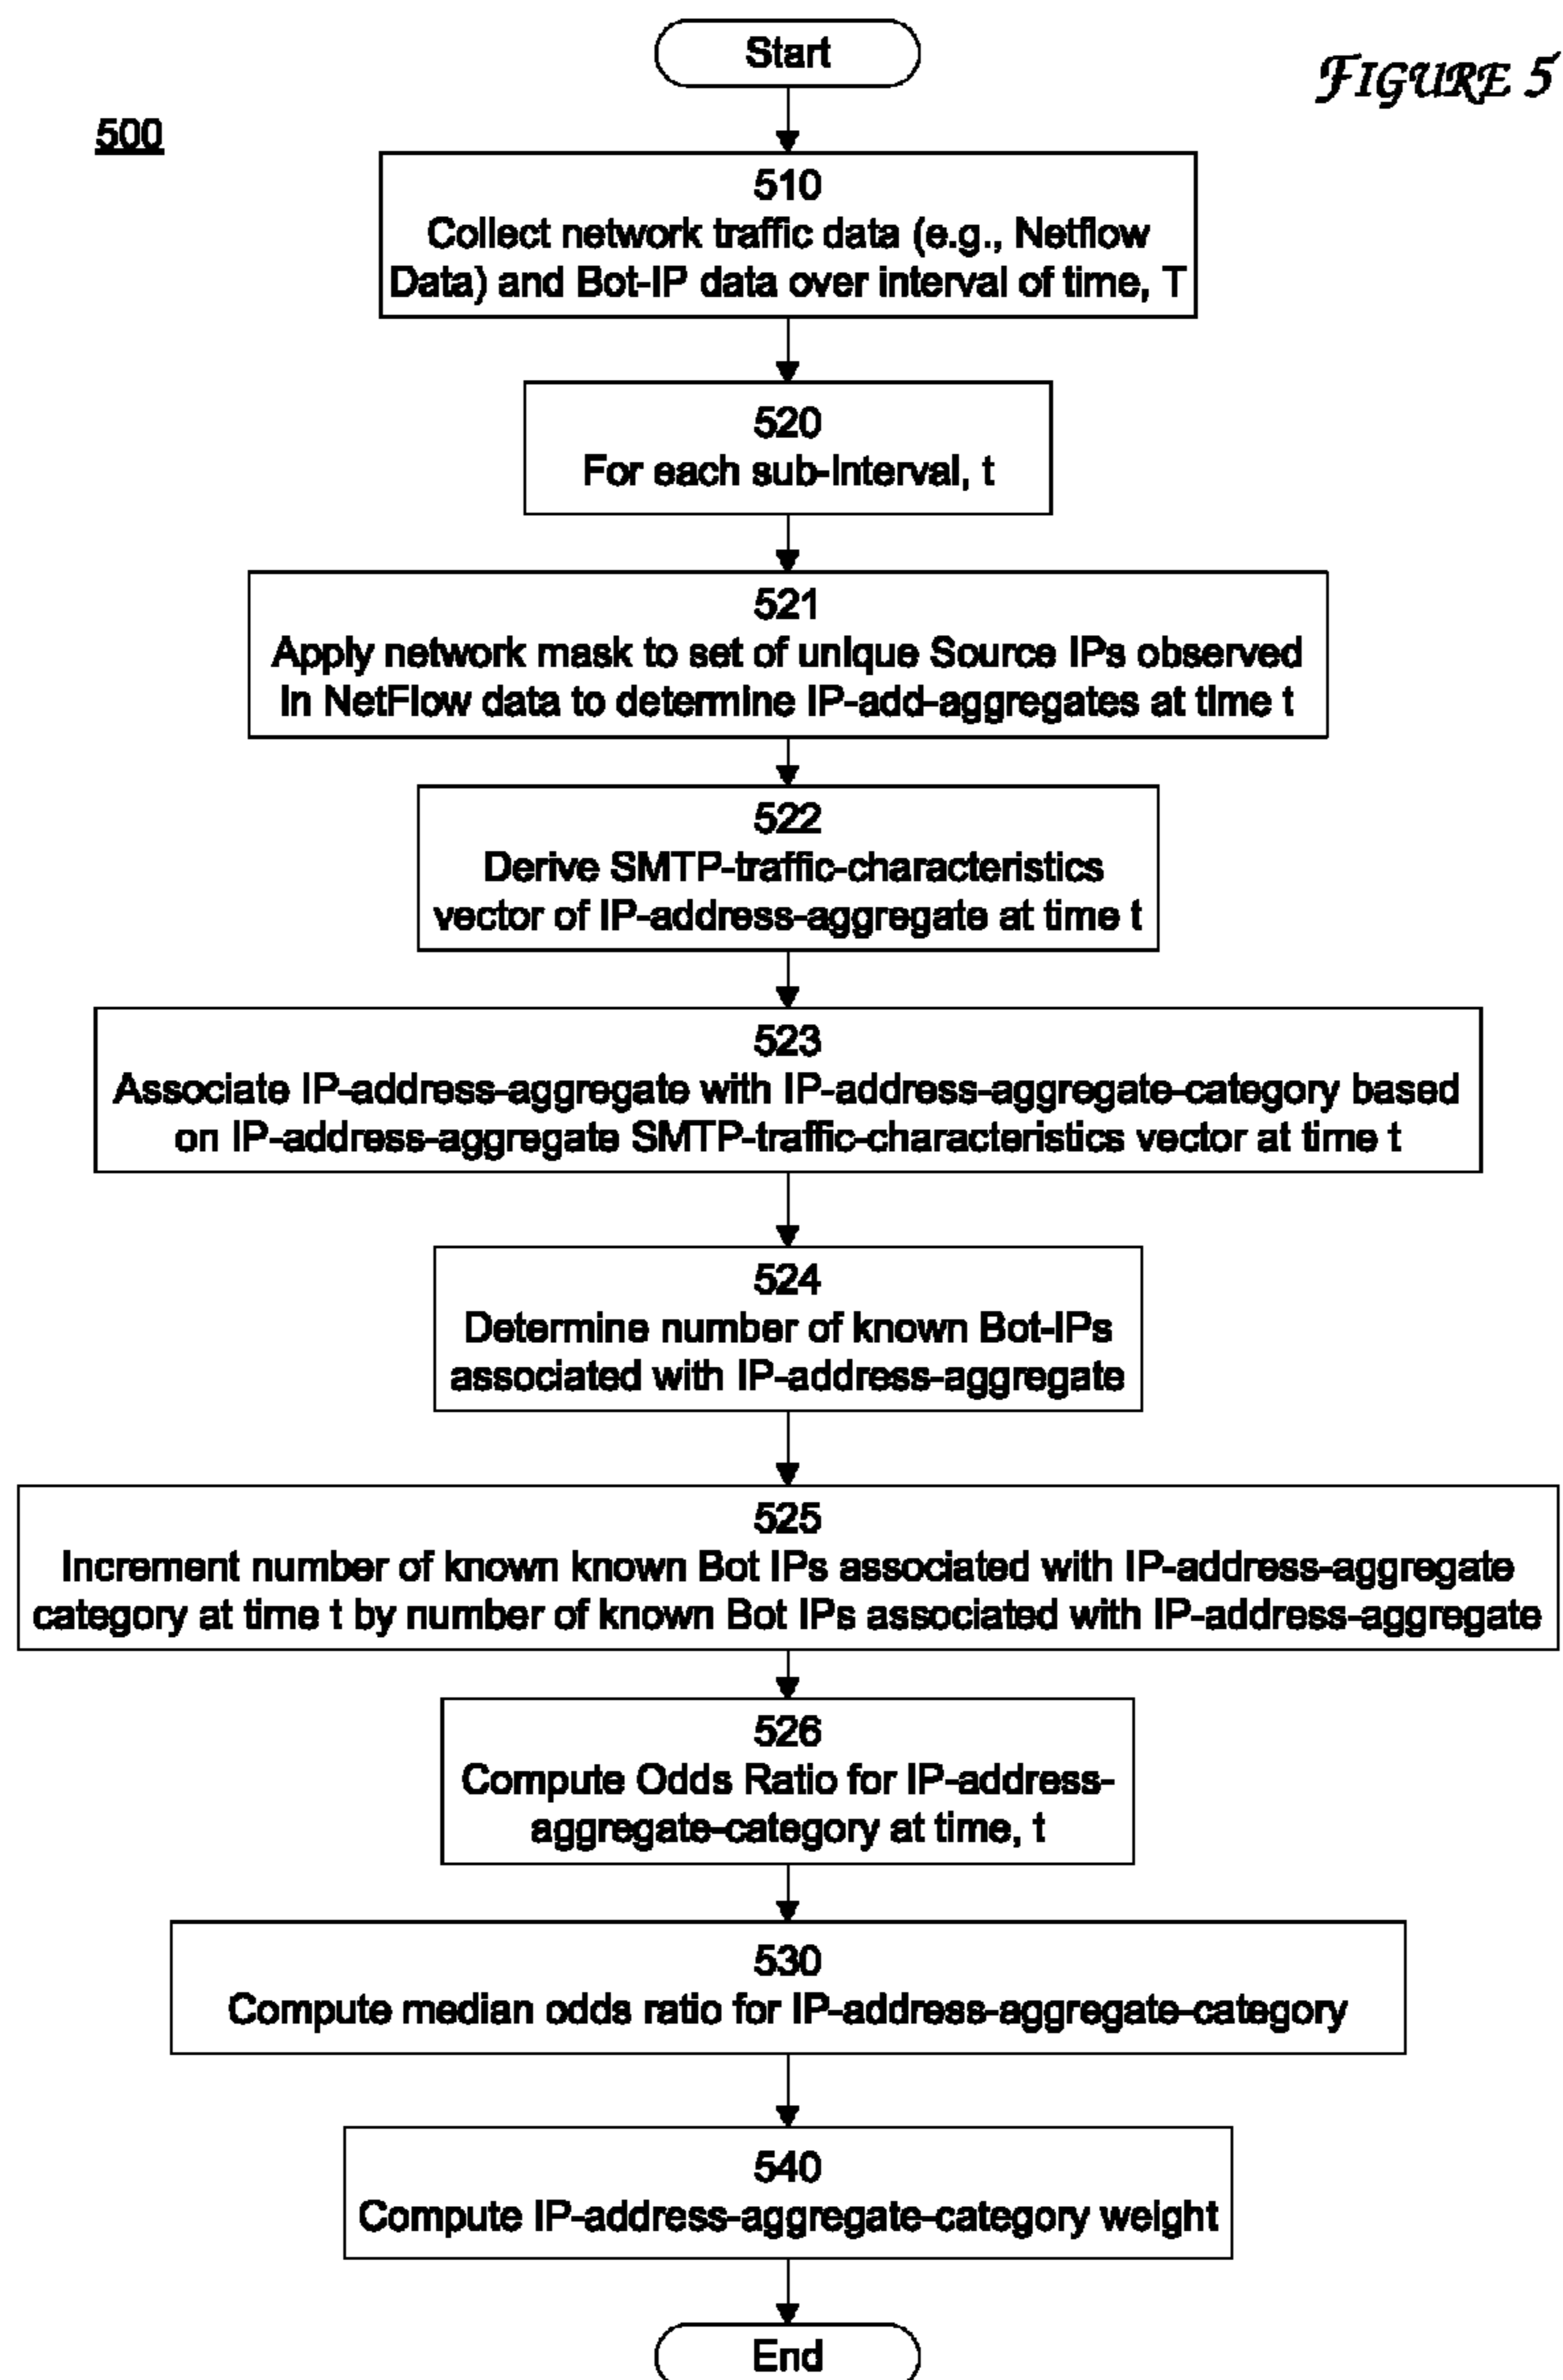 Start
FIGURE 5
500
510
Collect network traffic data (e.g., Netflow
Data) and Bot-IP data over interval of time, T
520
For each sub-interval, t
521
Apply network mask to set of unique Source IPs observed
in NetFlow data to determine IP-add-aggregates at time t
522
Derive SMTP-traffic-characteristics
vector of IP-address-aggregate at time t
523
Associate IP-address-aggregate with IP-address-aggregate-category based
on IP-address-aggregate SMTP-traffic-characteristics vector at time t
524
Determine number of known Bot-IPs
associated with IP-address-aggregate
525
Increment number of known known Bot IPs associated with IP-address-aggregate
category at time t by number of known Bot IPs associated with IP-address-aggregate
526
Compute Odds Ratio for IP-address-
aggregate-category at time, t
530
Compute median odds ratio for IP-address-aggregate-category
540
Compute IP-address-aggregate-category weight
End